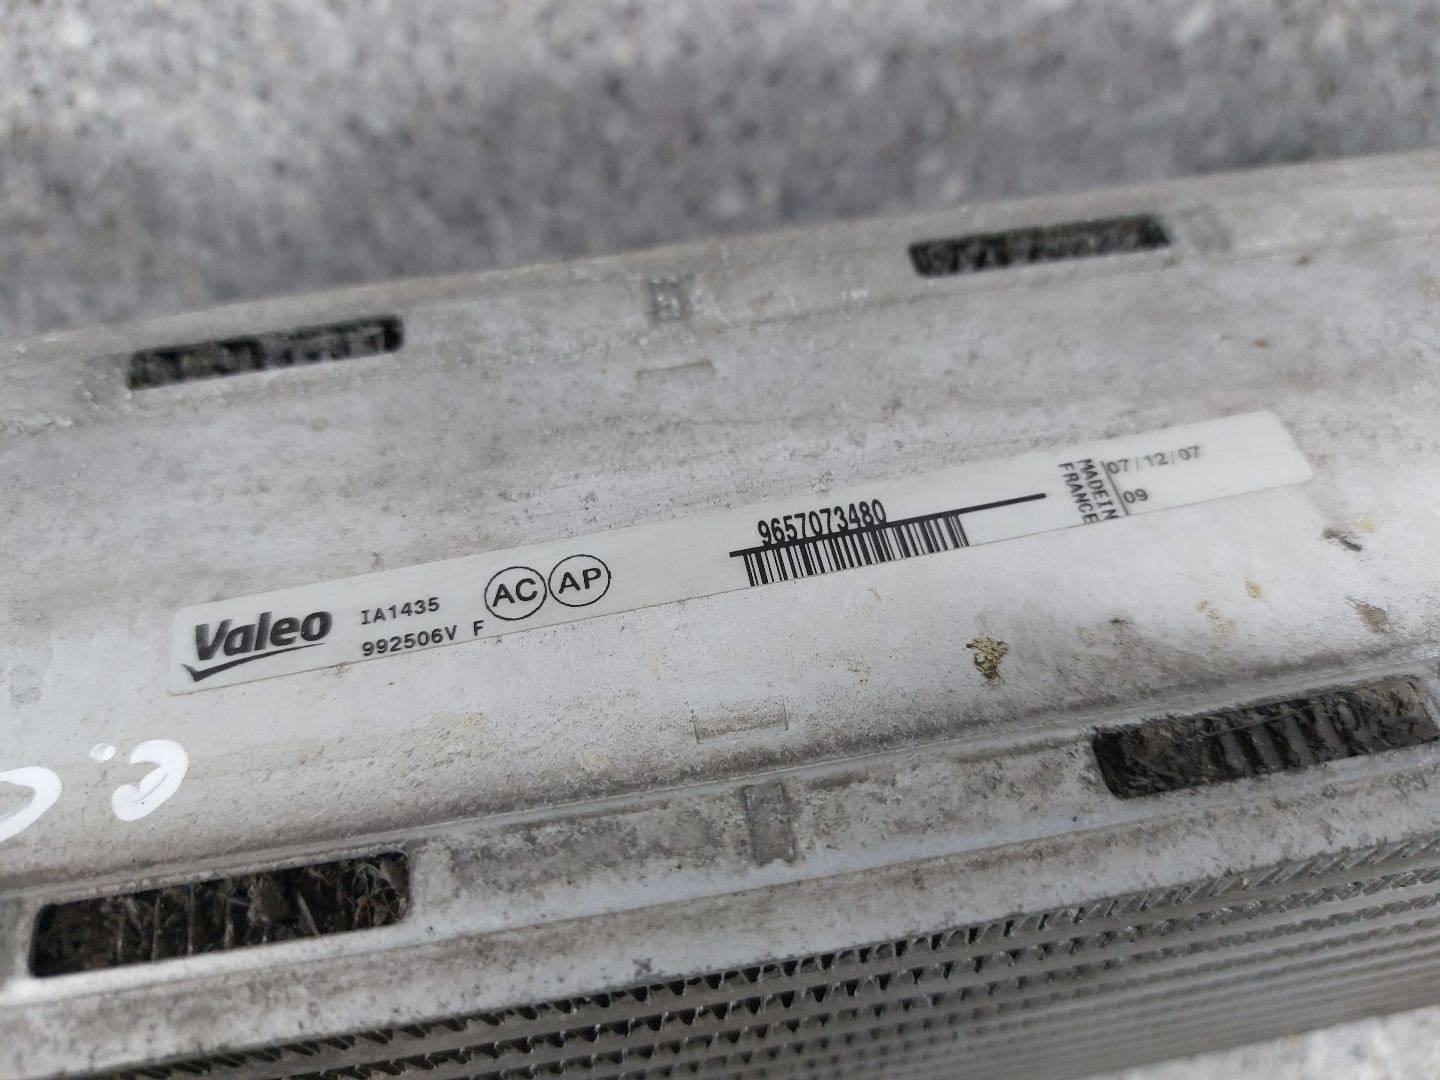 Valeo
IA1435
992506V F
AC AP
9657073480
MADE IN
FRANCE
07/12/07
09